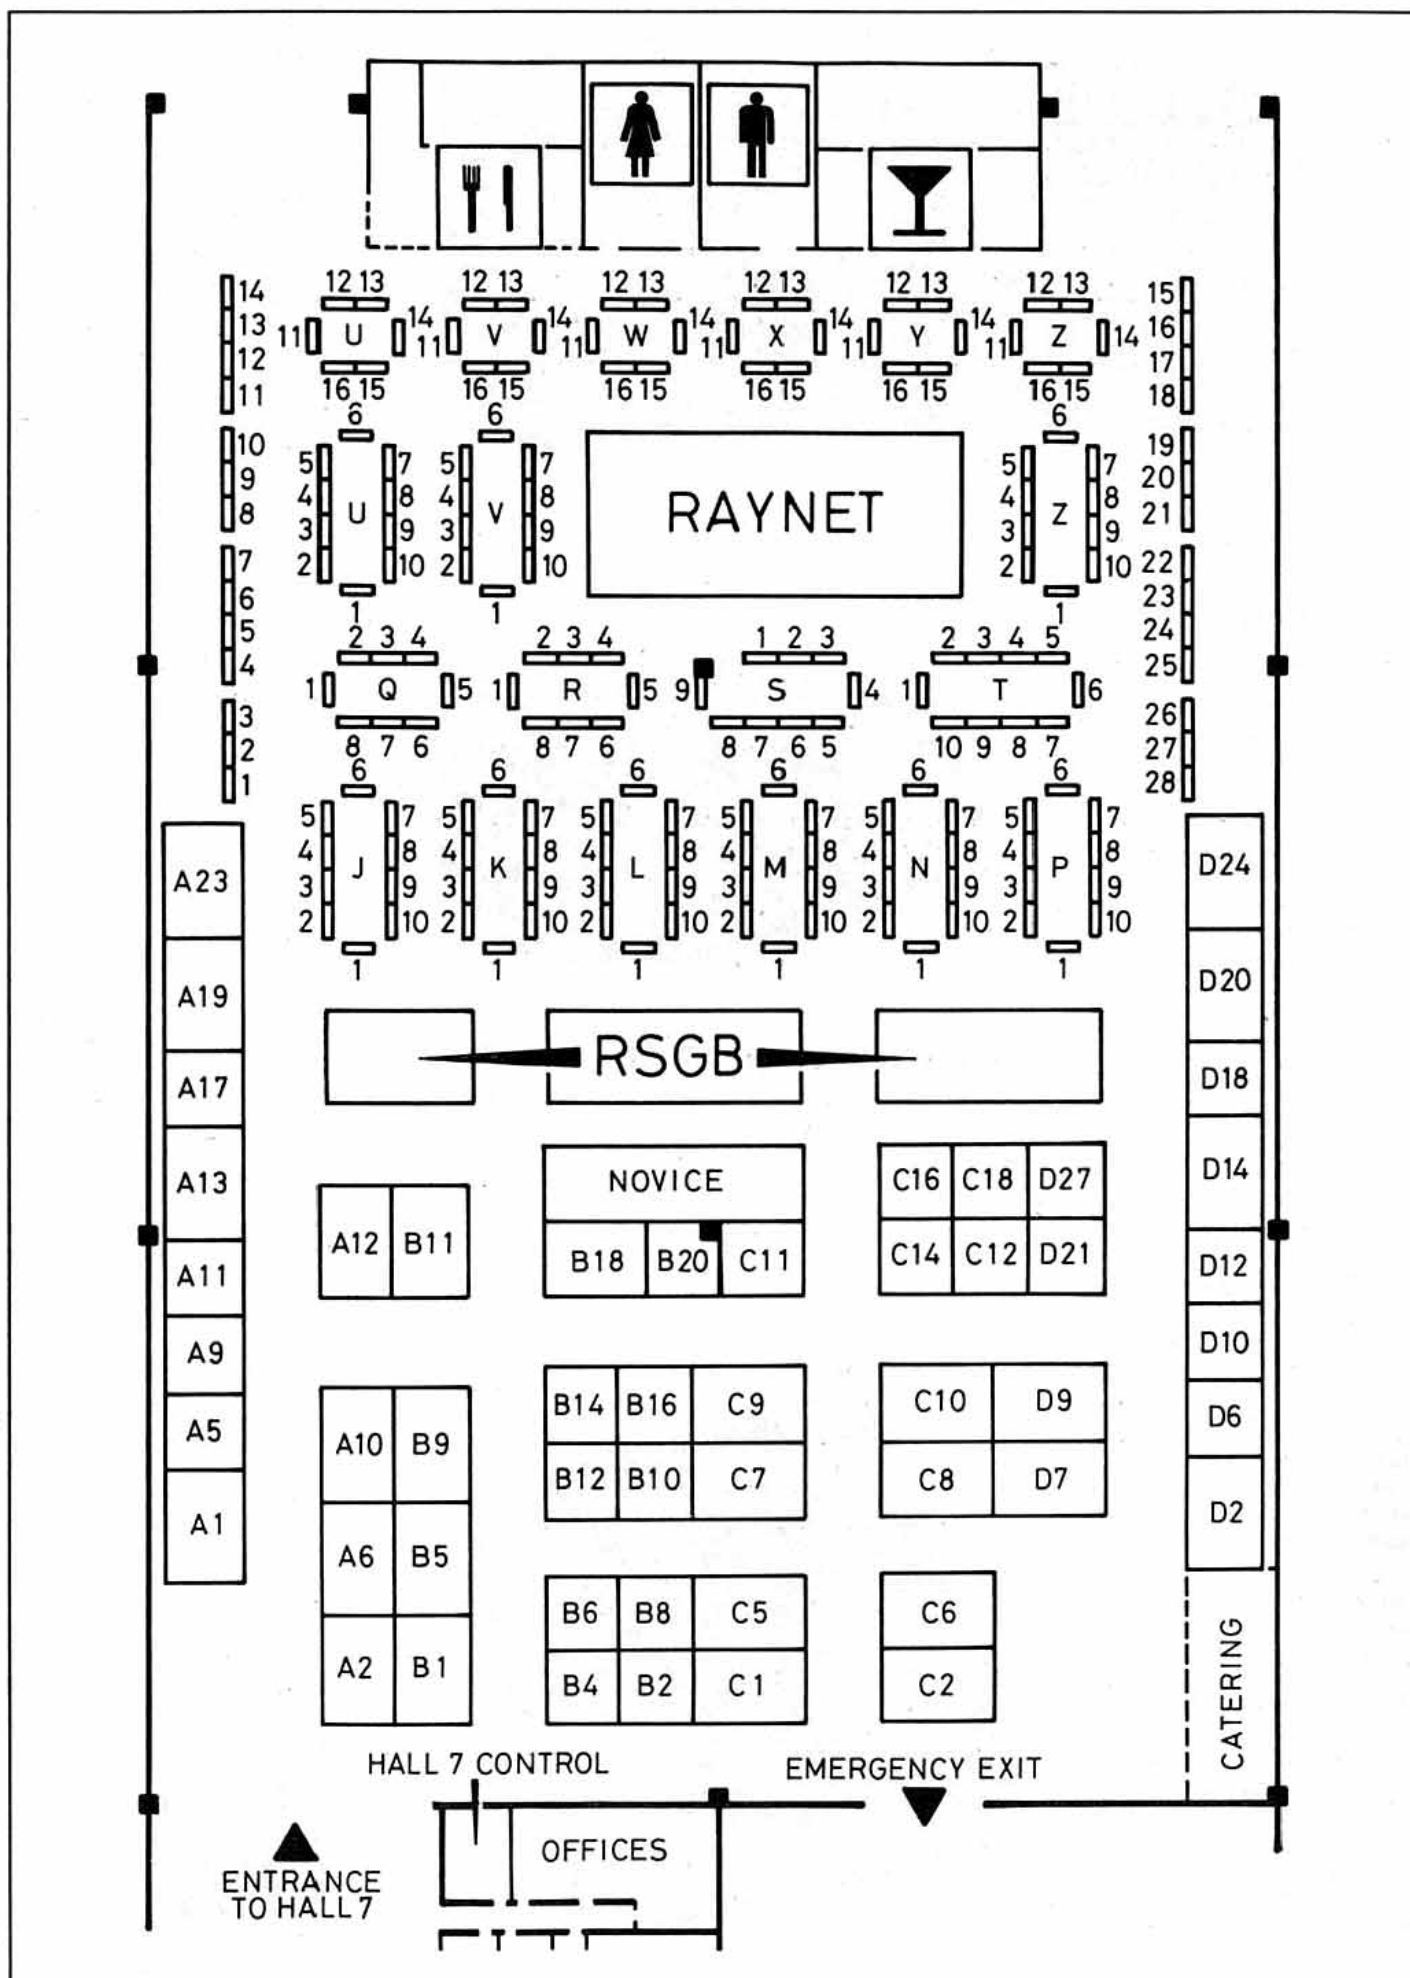 12 13 12 13 12 13 12 13 12 13 12 13
14 15
13 16
12 17
11 18
11 U 14 11 V 14 11 W 14 11 X 14 11 Y 14 11 Z 14
16 15 16 15 16 15 16 15 16 15 16 15
6 6 6
10 19
9 20
8 21
5 7 5 7 5 7
4 8 4 8 4 8
U V RAYNET Z
3 9 3 9 3 9
2 10 2 10 2 10
1 1 1
7 22
6 23
5 24
4 25
2 3 4 2 3 4 1 2 3 2 3 4 5
1 Q 5 1 R 5 9 S 4 1 T 6
8 7 6 8 7 6 8 7 6 5 10 9 8 7
3 26
2 27
1 28
6 6 6 6 6 6
5 7 5 7 5 7 5 7 5 7 5 7
4 8 4 8 4 8 4 8 4 8 4 8
J K L M N P
3 9 3 9 3 9 3 9 3 9 3 9
2 10 2 10 2 10 2 10 2 10 2 10
1 1 1 1 1 1
A23 D24
A19 D20
RSGB
A17 D18
A13 NOVICE C16 C18 D27 D14
A12 B11 B18 B20 C11 C14 C12 D21
A11 D12
A9 D10
B14 B16 C9 C10 D9
A5 D6
A10 B9
B12 B10 C7 C8 D7
A1 D2
A6 B5
B6 B8 C5 C6
A2 B1
B4 B2 C1 C2
CATERING
HALL 7 CONTROL
EMERGENCY EXIT
OFFICES
ENTRANCE
TO HALL 7